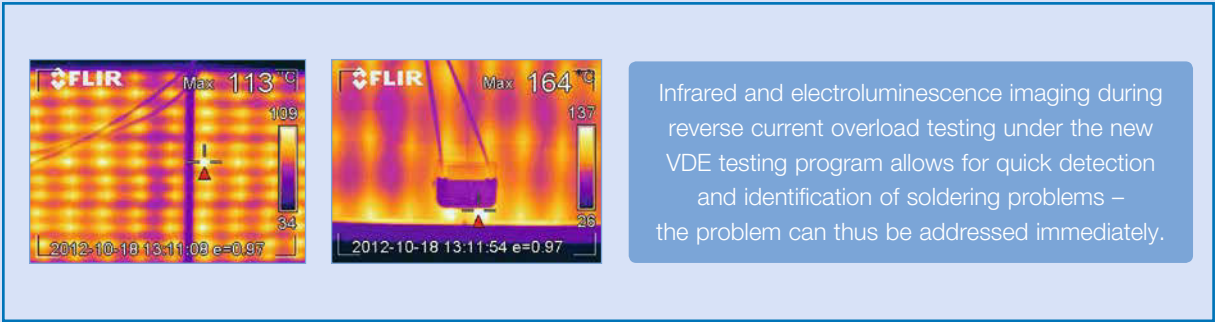 FLIR
Max 113°C
109
34
2012-10-18 13:11:08 e=0.97
FLIR
Max 164°C
137
26
2012-10-18 13:11:54 e=0.97
Infrared and electroluminescence imaging during
reverse current overload testing under the new
VDE testing program allows for quick detection
and identification of soldering problems –
the problem can thus be addressed immediately.